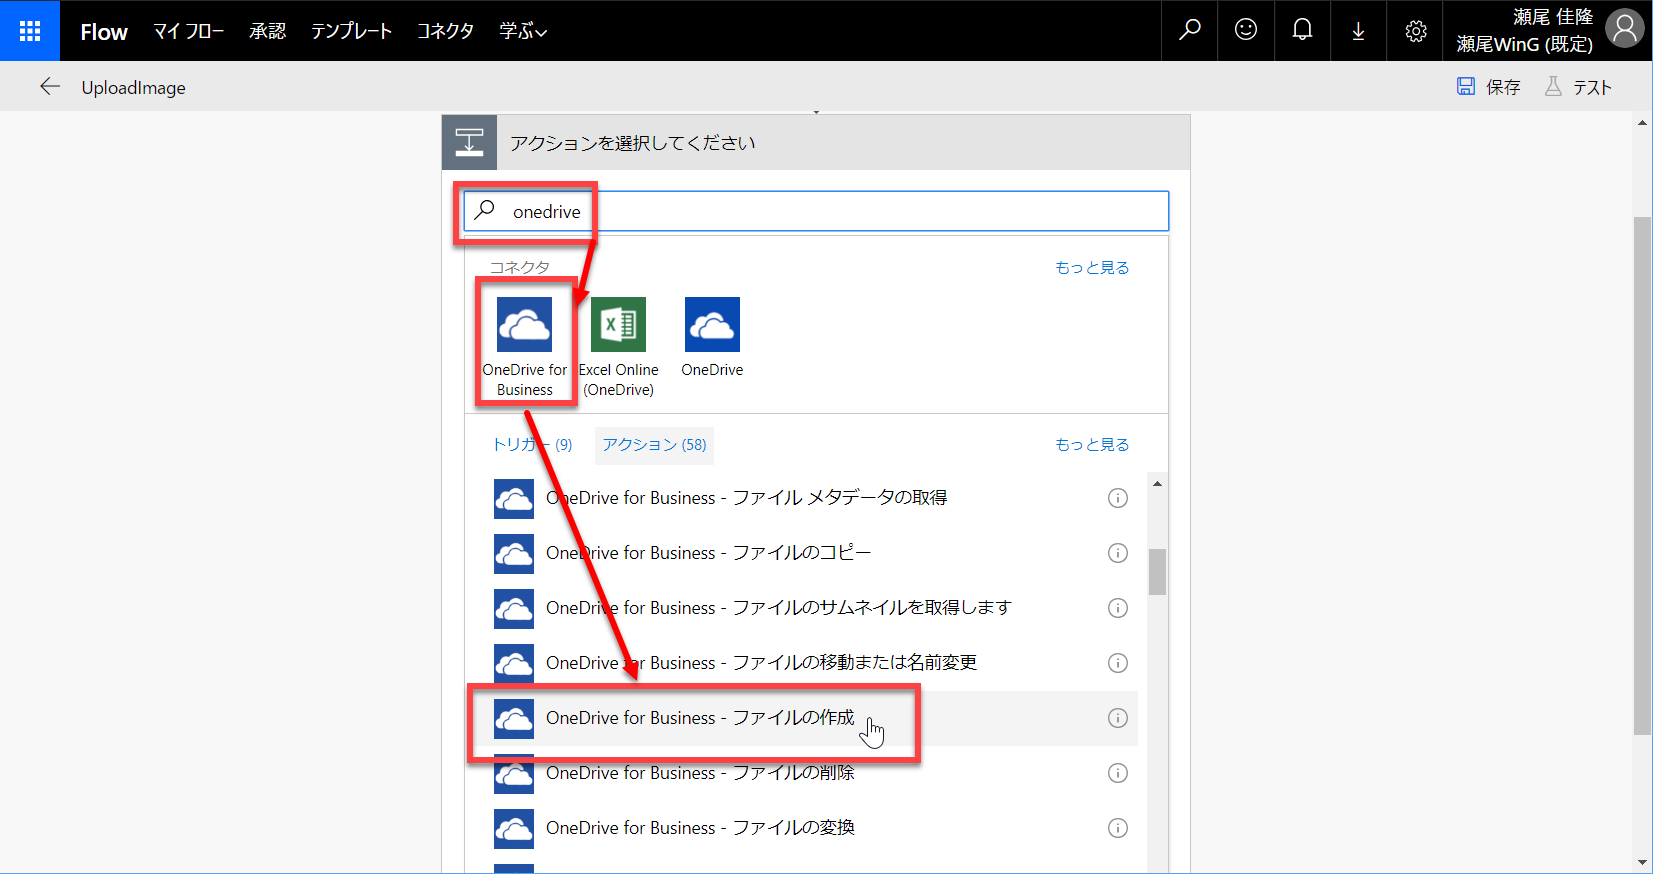 Flow マイ フロー 承認 テンプレート コネクタ 学ぶ
瀬尾 佳隆
瀬尾WinG (既定)
UploadImage
保存 テスト
アクションを選択してください
onedrive
コネクタ もっと見る
OneDrive for Business
Excel Online (OneDrive)
OneDrive
トリガー (9) アクション (58) もっと見る
OneDrive for Business - ファイル メタデータの取得
OneDrive for Business - ファイルのコピー
OneDrive for Business - ファイルのサムネイルを取得します
OneDrive for Business - ファイルの移動または名前変更
OneDrive for Business - ファイルの作成
OneDrive for Business - ファイルの削除
OneDrive for Business - ファイルの変換